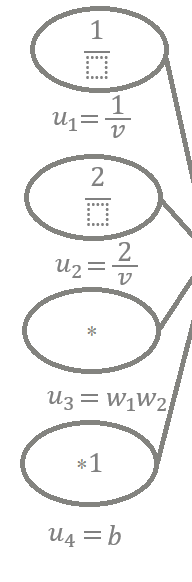 1/⬚
u₁ = 1/v
2/⬚
u₂ = 2/v
*
u₃ = w₁w₂
*1
u₄ = b